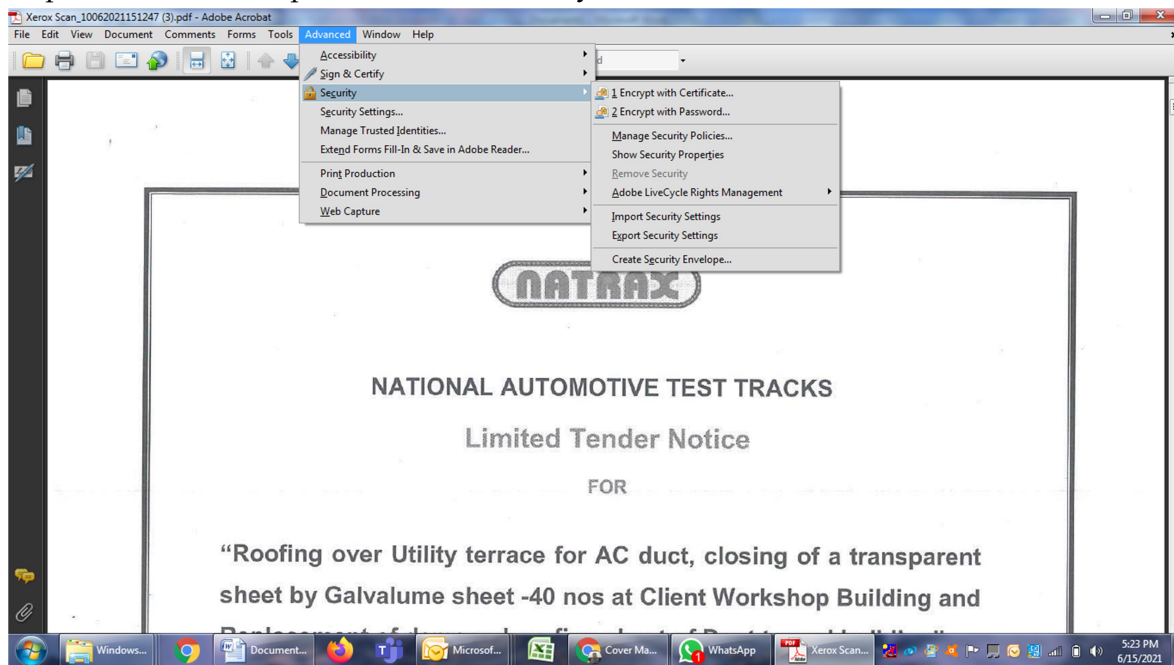 Xerox Scan_10062021151247 (3).pdf - Adobe Acrobat
File Edit View Document Comments Forms Tools Advanced Window Help
Accessibility
Sign & Certify
Security
Security Settings...
Manage Trusted Identities...
Extend Forms Fill-In & Save in Adobe Reader...
Print Production
Document Processing
Web Capture
1 Encrypt with Certificate...
2 Encrypt with Password...
Manage Security Policies...
Show Security Properties
Remove Security
Adobe LiveCycle Rights Management
Import Security Settings
Export Security Settings
Create Security Envelope...
NATRAX
NATIONAL AUTOMOTIVE TEST TRACKS
Limited Tender Notice
FOR
“Roofing over Utility terrace for AC duct, closing of a transparent
sheet by Galvalume sheet -40 nos at Client Workshop Building and
Windows... Document... Microsof... Cover Ma... WhatsApp Xerox Scan... 5:23 PM
6/15/2021